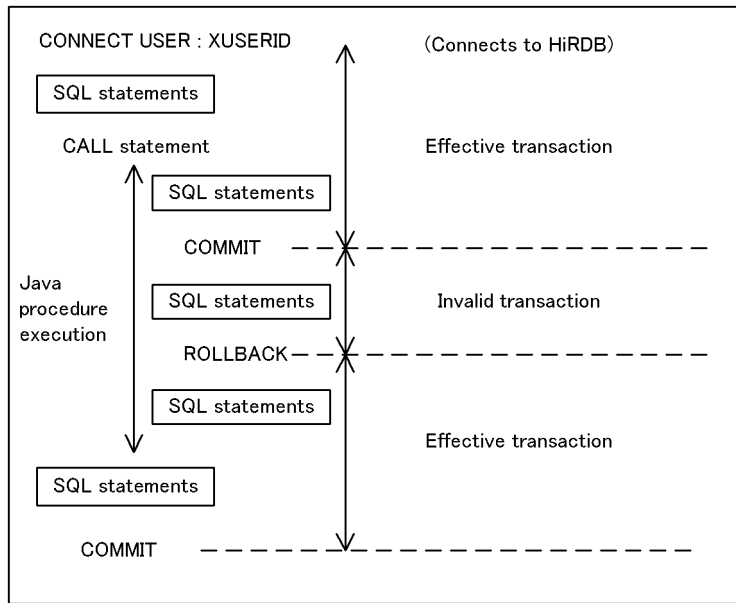 CONNECT USER : XUSERID
(Connects to HiRDB)
SQL statements
CALL statement
Effective transaction
SQL statements
COMMIT
Java
procedure
execution
SQL statements
Invalid transaction
ROLLBACK
SQL statements
Effective transaction
SQL statements
COMMIT